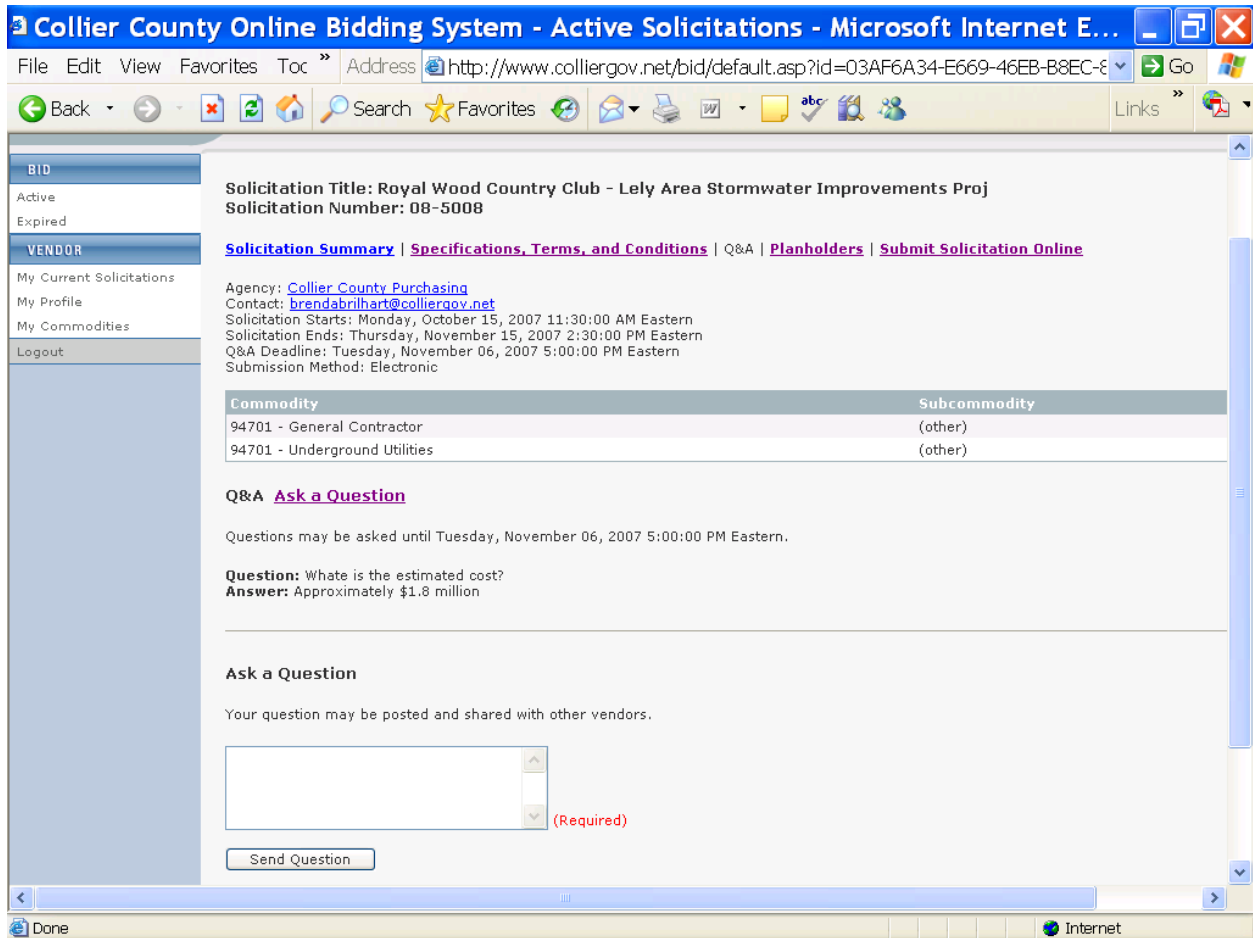 Collier County Online Bidding System - Active Solicitations - Microsoft Internet E...
File Edit View Favorites Toc » Address http://www.colliergov.net/bid/default.asp?id=03AF6A34-E669-46EB-B8EC-8 Go
Back Search Favorites Links »
BID
Active
Expired
VENDOR
My Current Solicitations
My Profile
My Commodities
Logout
Solicitation Title: Royal Wood Country Club - Lely Area Stormwater Improvements Proj
Solicitation Number: 08-5008
Solicitation Summary | Specifications, Terms, and Conditions | Q&A | Planholders | Submit Solicitation Online
Agency: Collier County Purchasing
Contact: brendabrilhart@colliergov.net
Solicitation Starts: Monday, October 15, 2007 11:30:00 AM Eastern
Solicitation Ends: Thursday, November 15, 2007 2:30:00 PM Eastern
Q&A Deadline: Tuesday, November 06, 2007 5:00:00 PM Eastern
Submission Method: Electronic
Commodity Subcommodity
94701 - General Contractor (other)
94701 - Underground Utilities (other)
Q&A Ask a Question
Questions may be asked until Tuesday, November 06, 2007 5:00:00 PM Eastern.
Question: Whate is the estimated cost?
Answer: Approximately $1.8 million
Ask a Question
Your question may be posted and shared with other vendors.
(Required)
Send Question
Done Internet